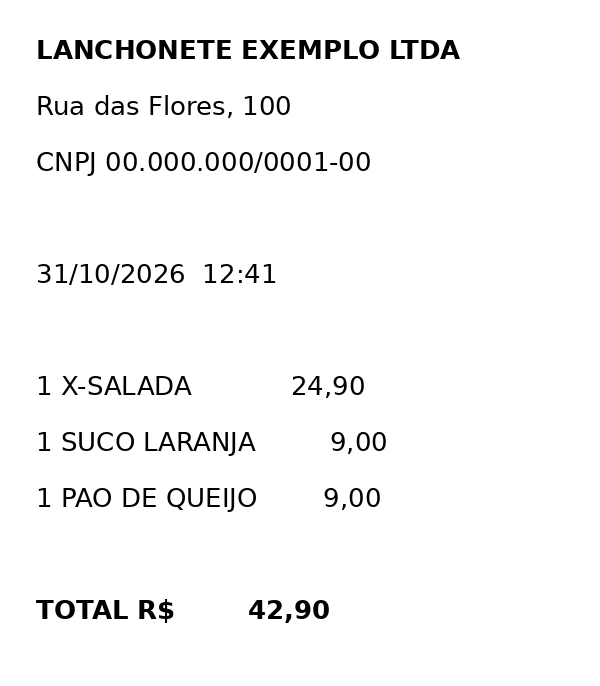 LANCHONETE EXEMPLO LTDA
Rua das Flores, 100
CNPJ 00.000.000/0001-00
31/10/2026 12:41
1 X-SALADA 24,90
1 SUCO LARANJA 9,00
1 PAO DE QUEIJO 9,00
TOTAL R$ 42,90